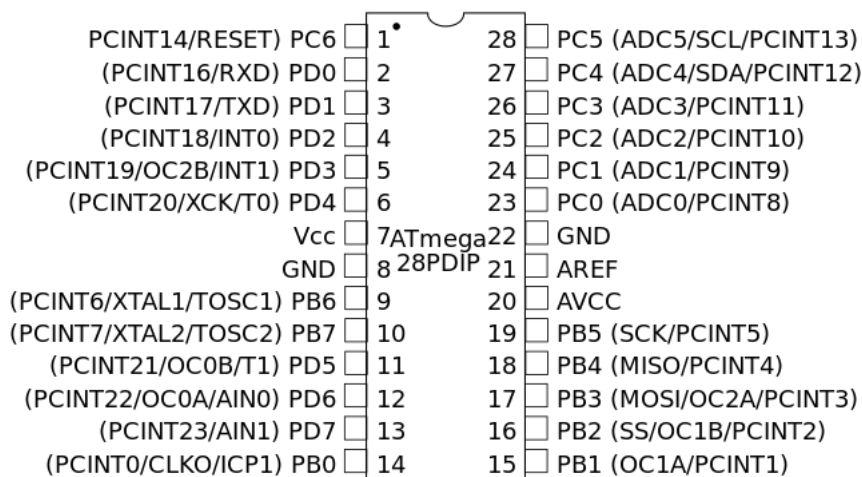 PCINT14/RESET) PC6 1 28 PC5 (ADC5/SCL/PCINT13)
(PCINT16/RXD) PD0 2 27 PC4 (ADC4/SDA/PCINT12)
(PCINT17/TXD) PD1 3 26 PC3 (ADC3/PCINT11)
(PCINT18/INT0) PD2 4 25 PC2 (ADC2/PCINT10)
(PCINT19/OC2B/INT1) PD3 5 24 PC1 (ADC1/PCINT9)
(PCINT20/XCK/T0) PD4 6 23 PC0 (ADC0/PCINT8)
Vcc 7 ATmega 22 GND
GND 8 28PDIP 21 AREF
(PCINT6/XTAL1/TOSC1) PB6 9 20 AVCC
(PCINT7/XTAL2/TOSC2) PB7 10 19 PB5 (SCK/PCINT5)
(PCINT21/OC0B/T1) PD5 11 18 PB4 (MISO/PCINT4)
(PCINT22/OC0A/AIN0) PD6 12 17 PB3 (MOSI/OC2A/PCINT3)
(PCINT23/AIN1) PD7 13 16 PB2 (SS/OC1B/PCINT2)
(PCINT0/CLKO/ICP1) PB0 14 15 PB1 (OC1A/PCINT1)